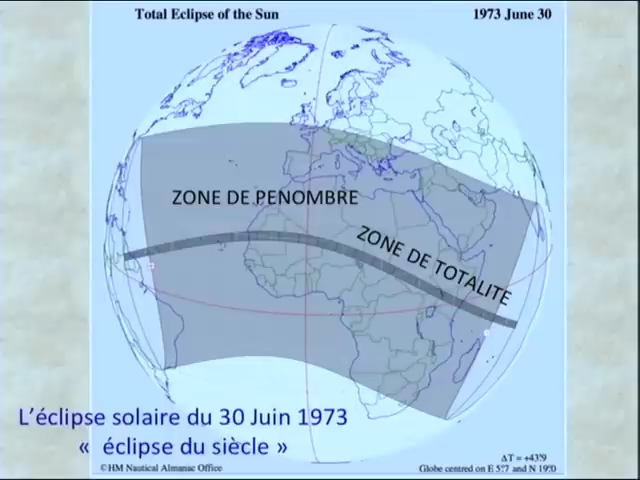 Total Eclipse of the Sun
1973 June 30
ZONE DE PENOMBRE
ZONE DE TOTALITE
L’éclipse solaire du 30 Juin 1973
« éclipse du siècle »
ΔT = +43.9
©HM Nautical Almanac Office
Globe centred on E 5.7 and N 19.0